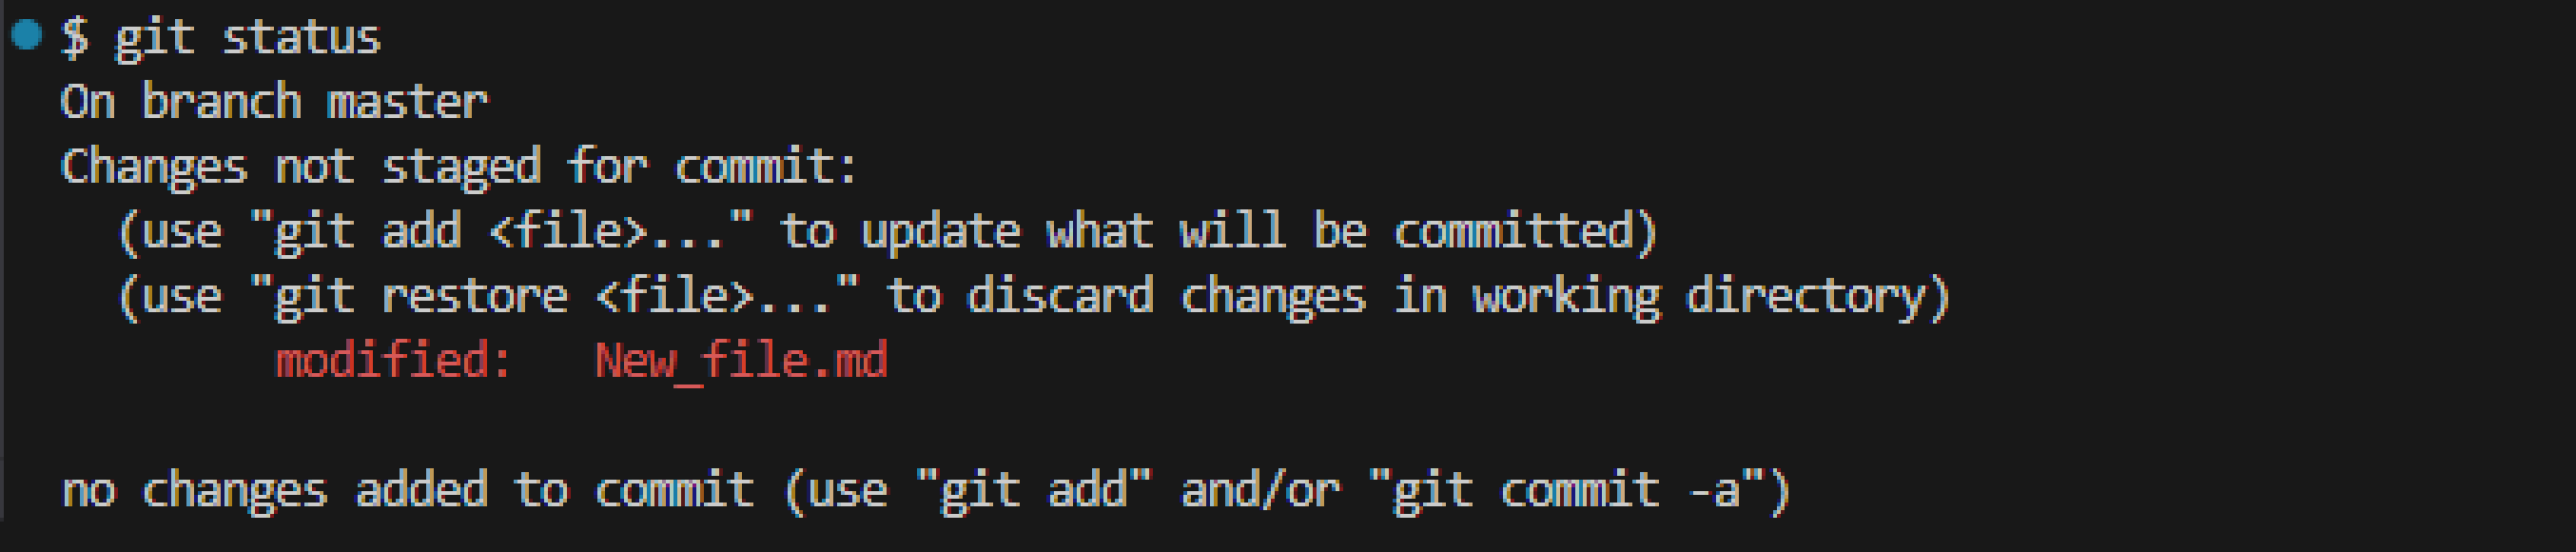 $ git status
On branch master
Changes not staged for commit:
  (use "git add <file>..." to update what will be committed)
  (use "git restore <file>..." to discard changes in working directory)
        modified:   New_file.md

no changes added to commit (use "git add" and/or "git commit -a")